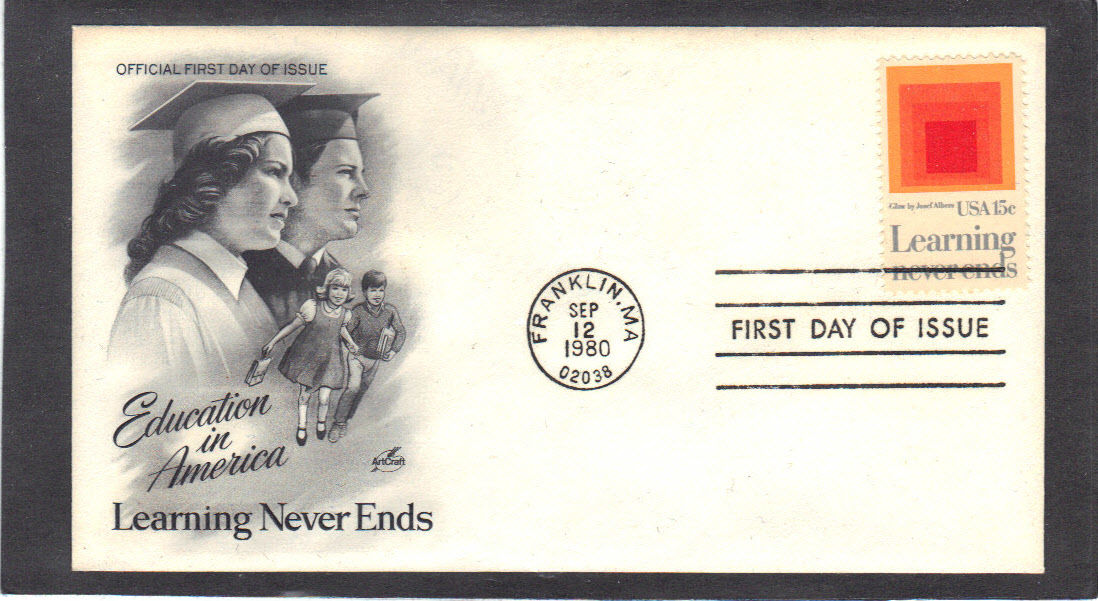 OFFICIAL FIRST DAY OF ISSUE
Glow by Josef Albers
USA 15c
Learning
never ends
FRANKLIN, MA
SEP
12
1980
02038
FIRST DAY OF ISSUE
Education
in
America
ArtCraft
Learning Never Ends